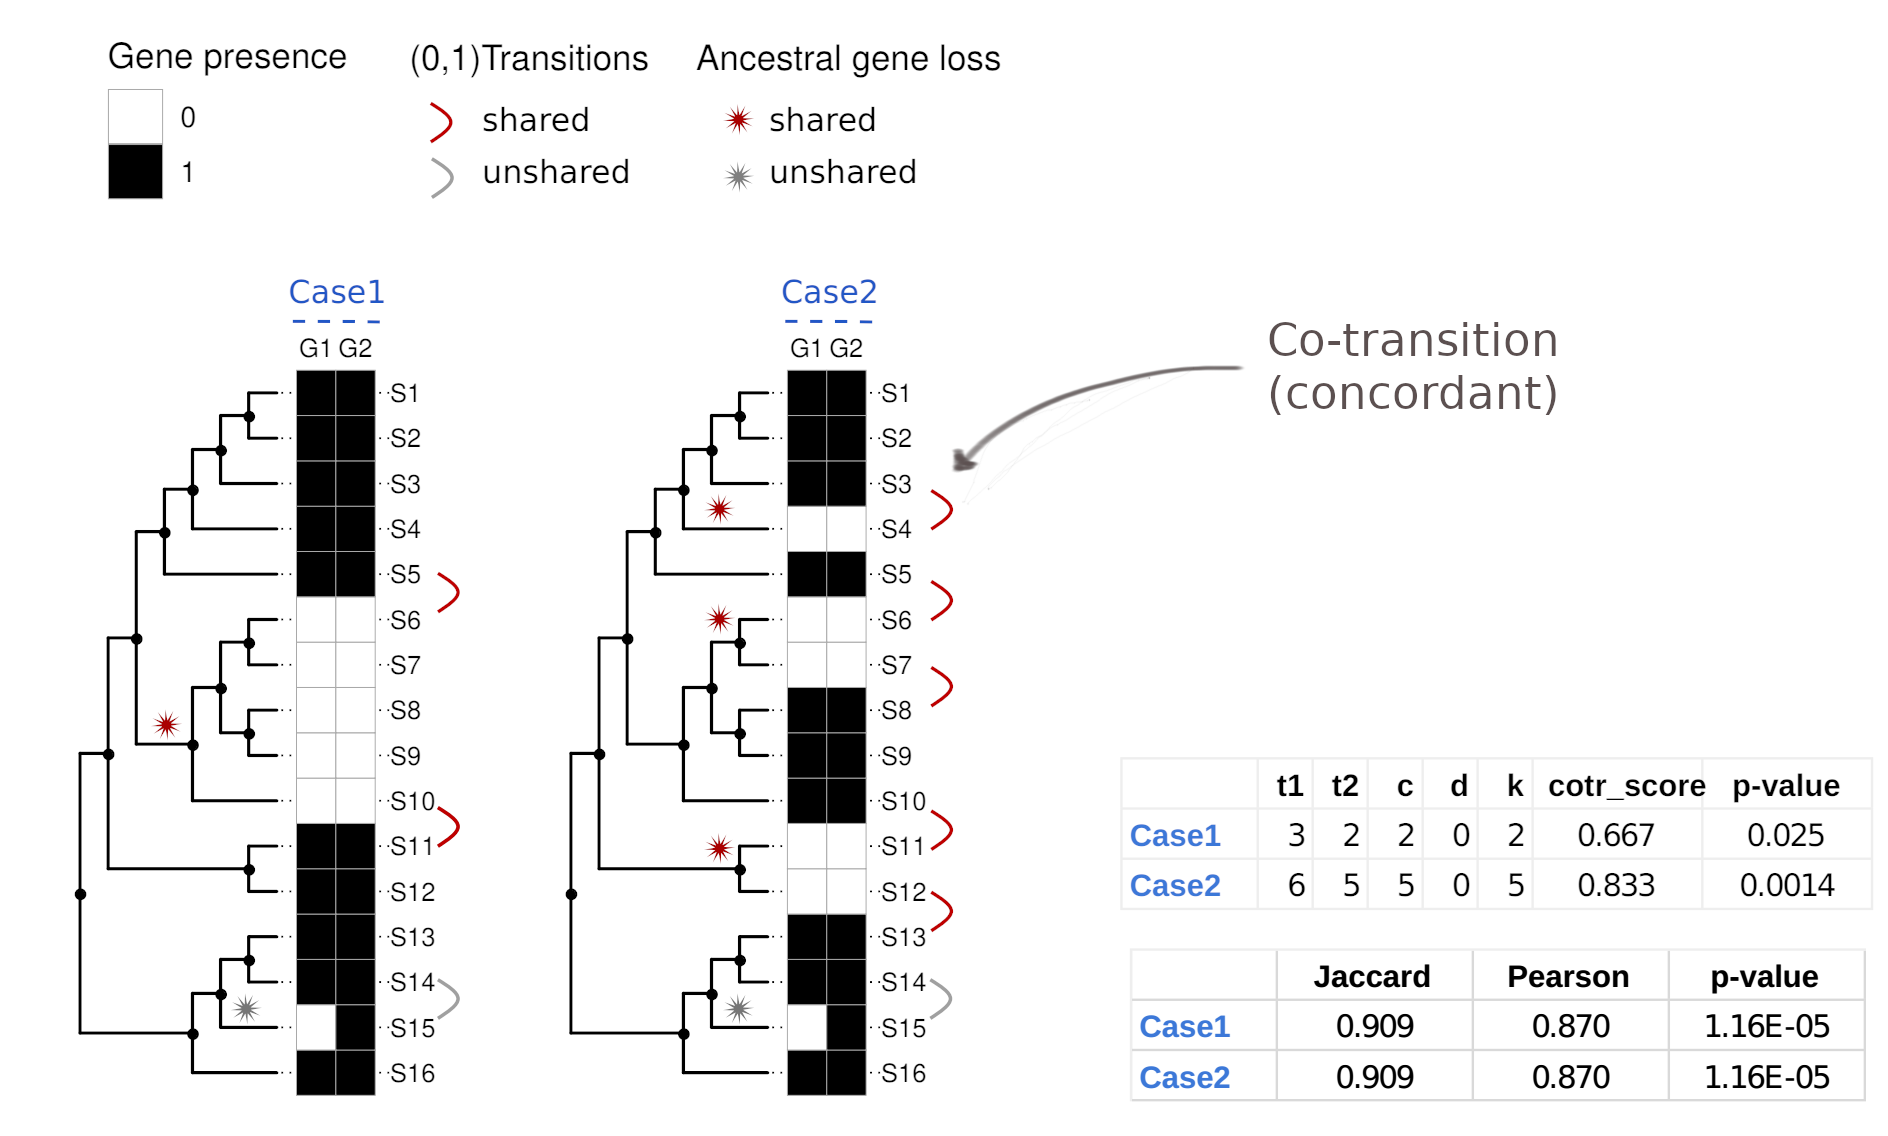 Gene presence
0
1
(0,1)Transitions
shared
unshared
Ancestral gene loss
shared
unshared
Case1
G1 G2
S1
S2
S3
S4
S5
S6
S7
S8
S9
S10
S11
S12
S13
S14
S15
S16
Case2
G1 G2
S1
S2
S3
S4
S5
S6
S7
S8
S9
S10
S11
S12
S13
S14
S15
S16
Co-transition
(concordant)
t1 t2 c d k cotr_score p-value
Case1 3 2 2 0 2 0.667 0.025
Case2 6 5 5 0 5 0.833 0.0014
Jaccard Pearson p-value
Case1 0.909 0.870 1.16E-05
Case2 0.909 0.870 1.16E-05